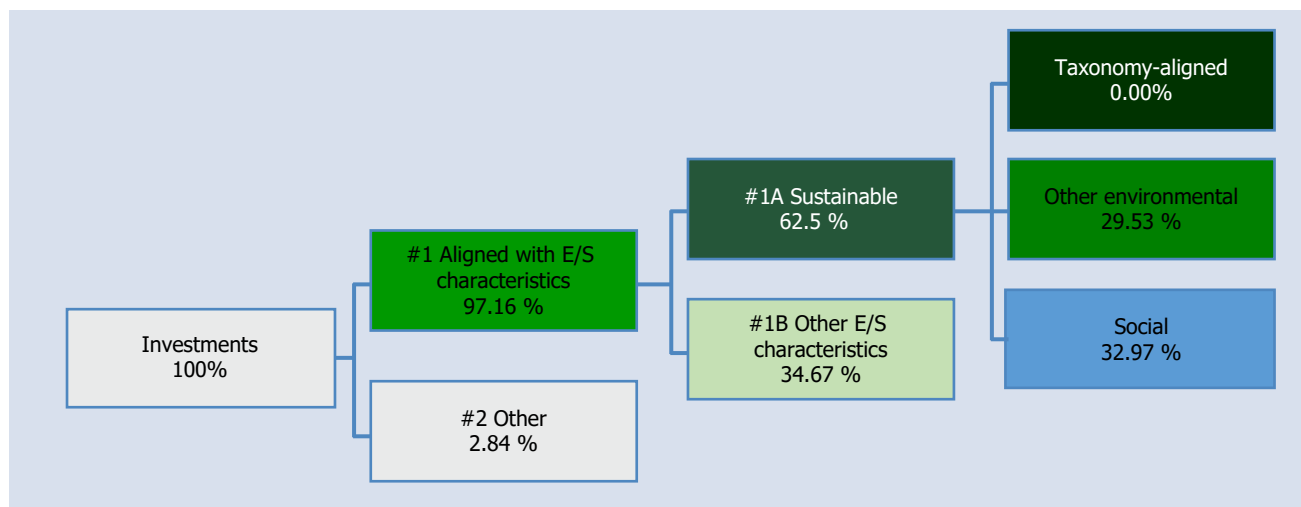 Investments
100%
#1 Aligned with E/S
characteristics
97.16 %
#2 Other
2.84 %
#1A Sustainable
62.5 %
#1B Other E/S
characteristics
34.67 %
Taxonomy-aligned
0.00%
Other environmental
29.53 %
Social
32.97 %